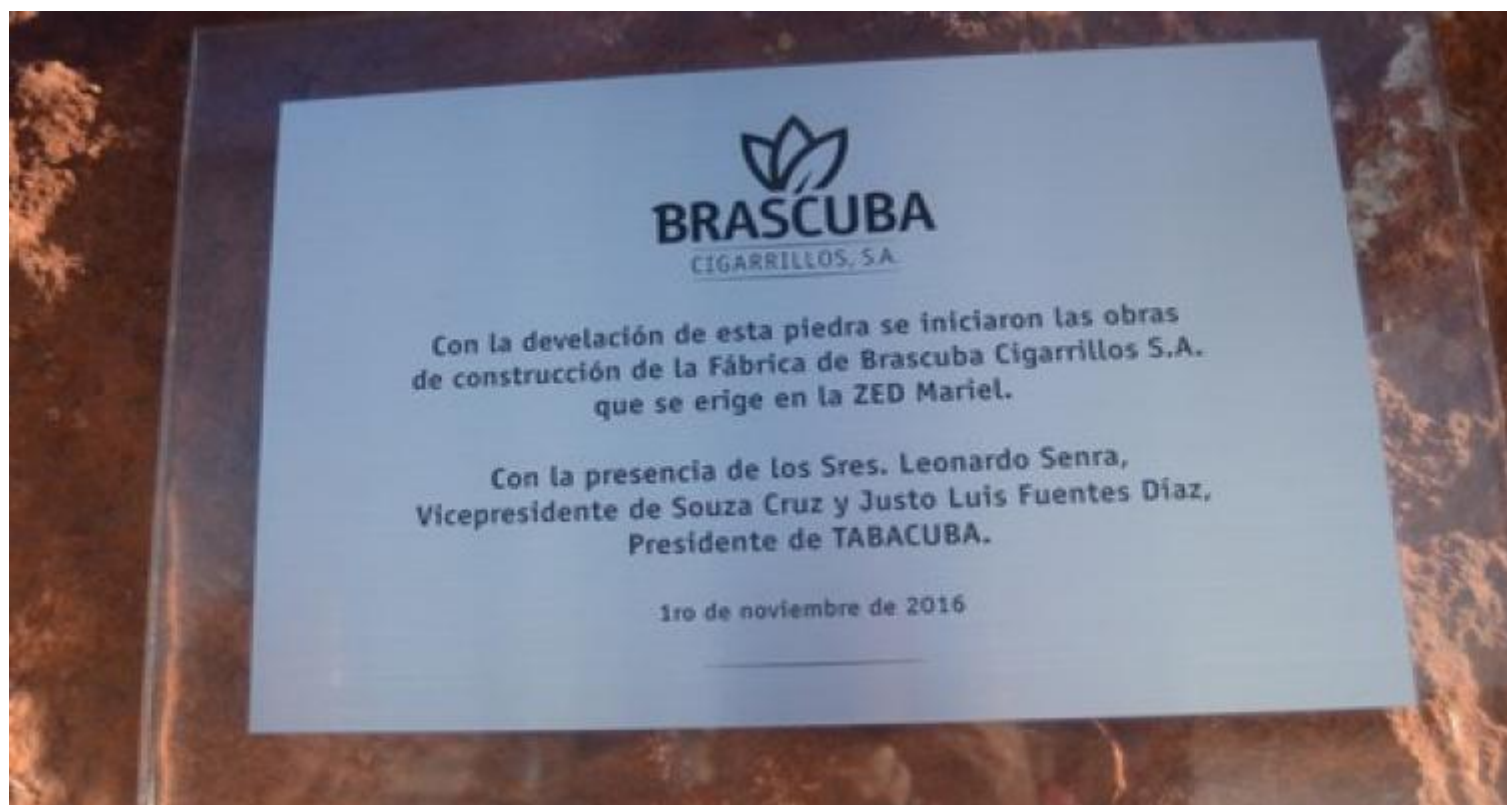 BRASCUBA
CIGARRILLOS, S.A.
Con la develación de esta piedra se iniciaron las obras
de construcción de la Fábrica de Brascuba Cigarrillos S.A.
que se erige en la ZED Mariel.
Con la presencia de los Sres. Leonardo Senra,
Vicepresidente de Souza Cruz y Justo Luis Fuentes Díaz,
Presidente de TABACUBA.
1ro de noviembre de 2016